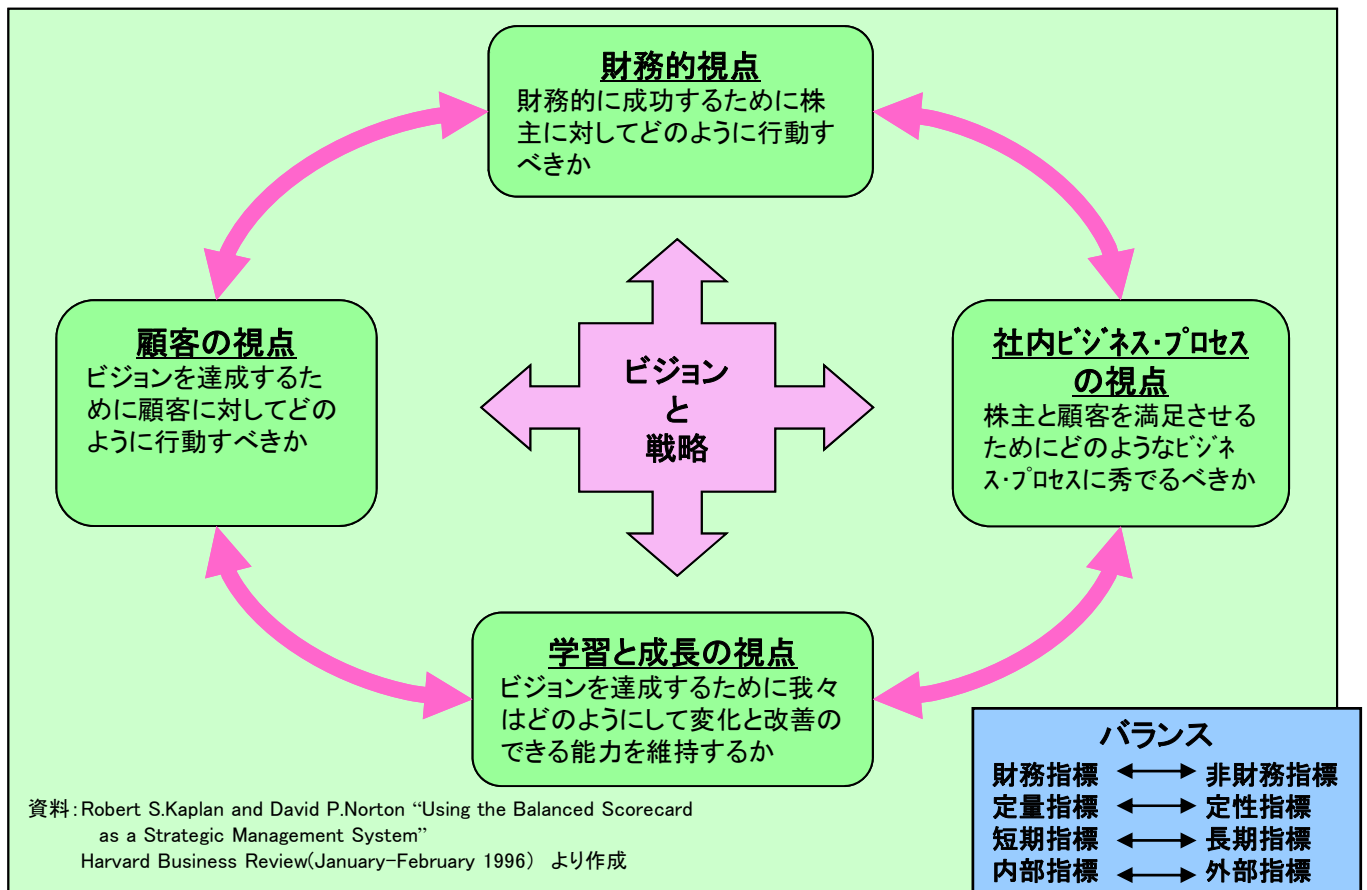 財務的視点
財務的に成功するために株
主に対してどのように行動す
べきか
顧客の視点
ビジョンを達成するた
めに顧客に対してどの
ように行動すべきか
ビジョン
と
戦略
社内ﾋﾞｼﾞﾈｽ・ﾌﾟﾛｾｽ
の視点
株主と顧客を満足させる
ためにどのようなﾋﾞｼﾞﾈ
ｽ・ﾌﾟﾛｾｽに秀でるべきか
学習と成長の視点
ビジョンを達成するために我々
はどのようにして変化と改善の
できる能力を維持するか
バランス
財務指標 ←→ 非財務指標
定量指標 ←→ 定性指標
短期指標 ←→ 長期指標
内部指標 ←→ 外部指標
資料：Robert S.Kaplan and David P.Norton “Using the Balanced Scorecard
as a Strategic Management System”
Harvard Business Review(January-February 1996)　より作成